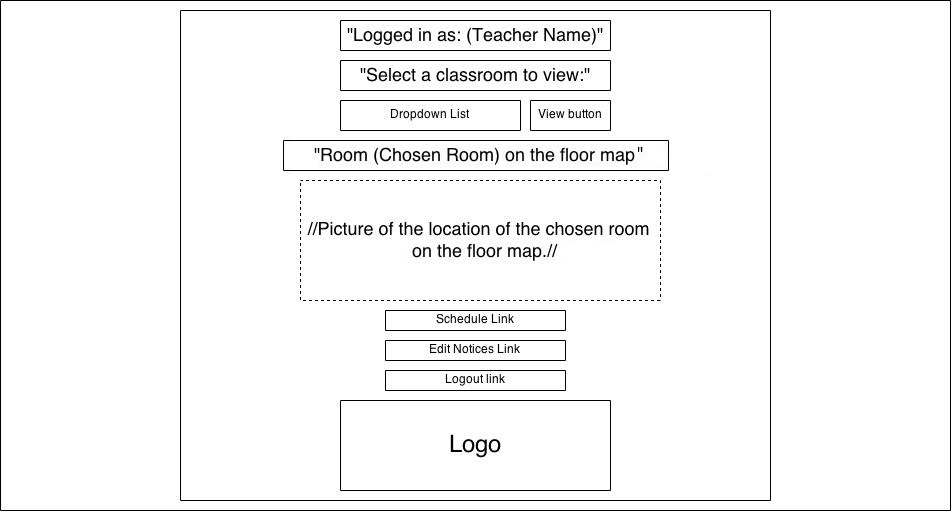 "Logged in as: (Teacher Name)"
"Select a classroom to view:"
Dropdown List
View button
"Room (Chosen Room) on the floor map"
//Picture of the location of the chosen room
on the floor map.//
Schedule Link
Edit Notices Link
Logout link
Logo